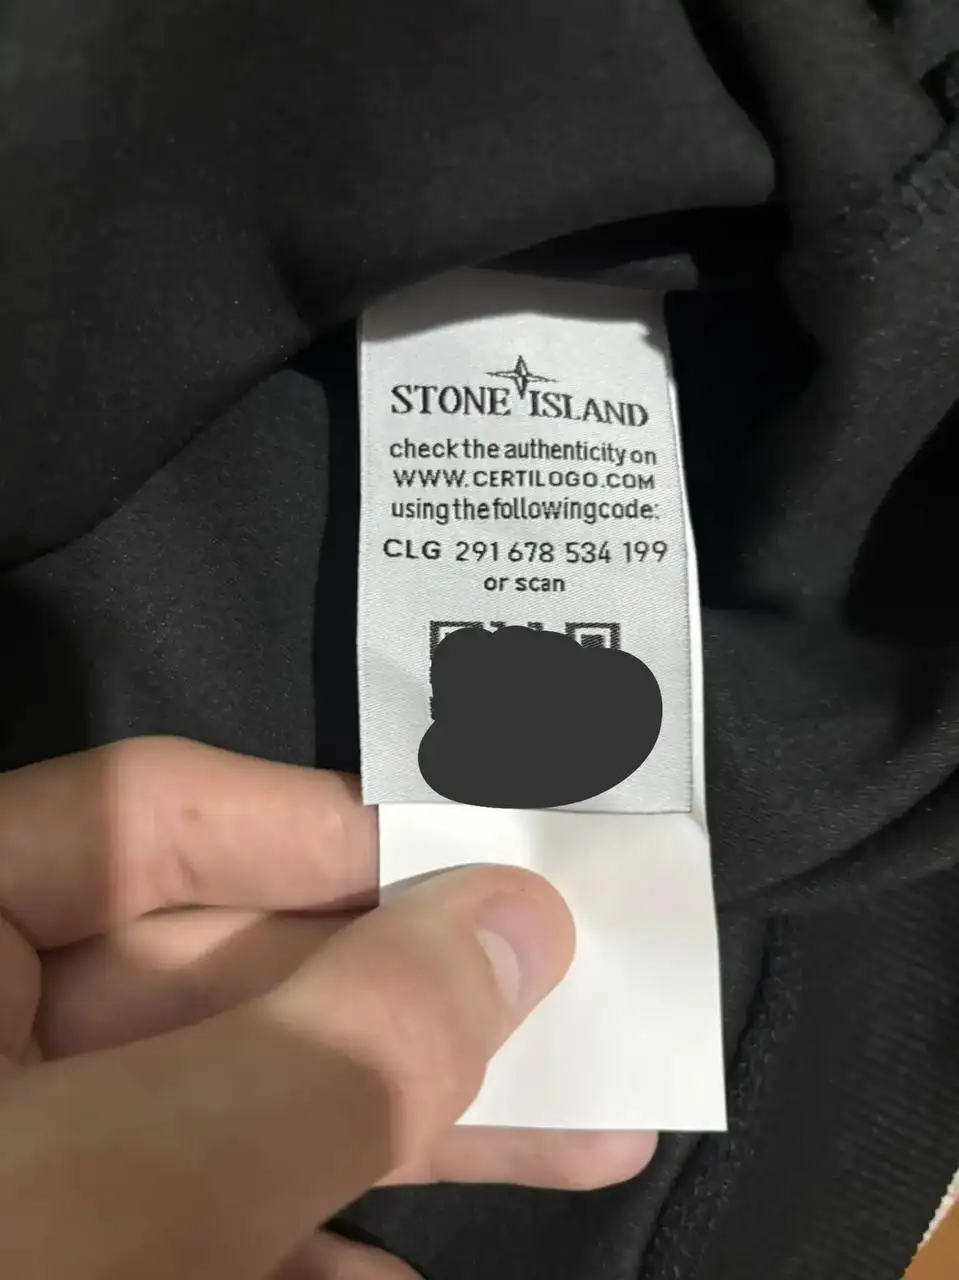 STONE ISLAND
check the authenticity on
WWW.CERTILOGO.COM
using the following code:
CLG 291 678 534 199
or scan